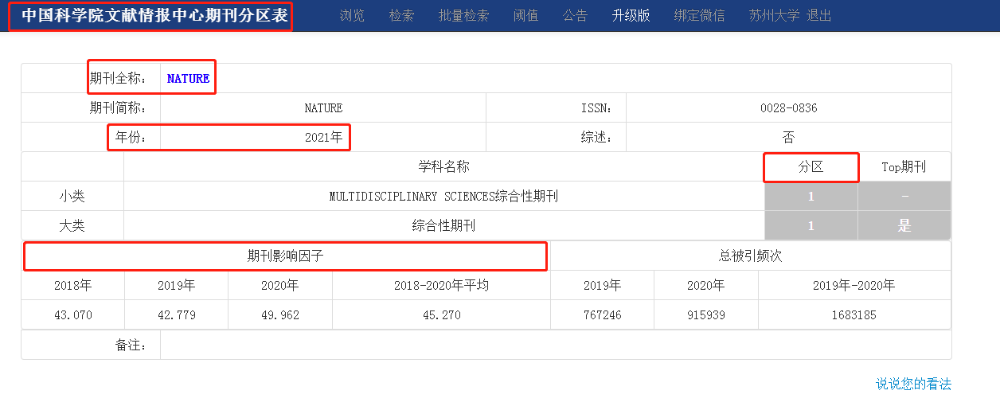 中国科学院文献情报中心期刊分区表 浏览 检索 批量检索 阈值 公告 升级版 绑定微信 苏州大学 退出
期刊全称: NATURE
期刊简称: NATURE ISSN: 0028-0836
年份: 2021年 综述: 否
学科名称 分区 Top期刊
小类 MULTIDISCIPLINARY SCIENCES综合性期刊 1 -
大类 综合性期刊 1 是
期刊影响因子 总被引频次
2018年 2019年 2020年 2018-2020年平均 2019年 2020年 2019年-2020年
43.070 42.779 49.962 45.270 767246 915939 1683185
备注:
说说您的看法